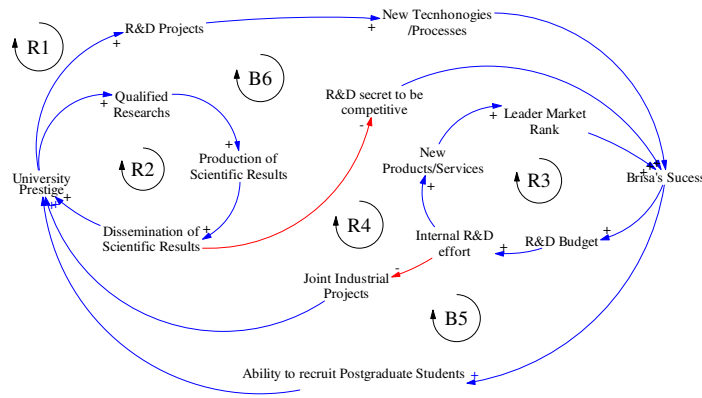 R1
R&D Projects
New Tecnhonologies
/Processes
B6
Qualified
Researchs
R&D secret to be
competitive
Leader Market
Rank
R2
Production of
Scientific Results
New
Products/Services
R3
University
Prestige
Brisa's Sucess
Dissemination of
Scientific Results
R4
Internal R&D
effort
R&D Budget
Joint Industrial
Projects
B5
Ability to recruit Postgraduate Students
+
+
+
+
+
+
+
+
+
+
+
+
+
-
-